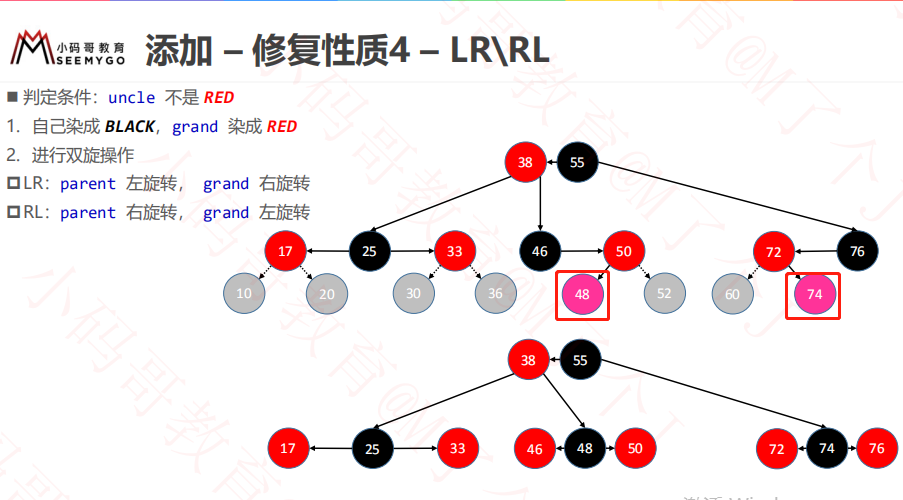 小码哥教育
SEEMYGO
添加 – 修复性质4 – LR\RL
判定条件：uncle 不是 RED
1. 自己染成 BLACK，grand 染成 RED
2. 进行双旋操作
LR：parent 左旋转， grand 右旋转
RL：parent 右旋转， grand 左旋转
38 55
17 25 33 46 50 72 76
10 20 30 36 48 52 60 74
38 55
17 25 33 46 48 50 72 74 76